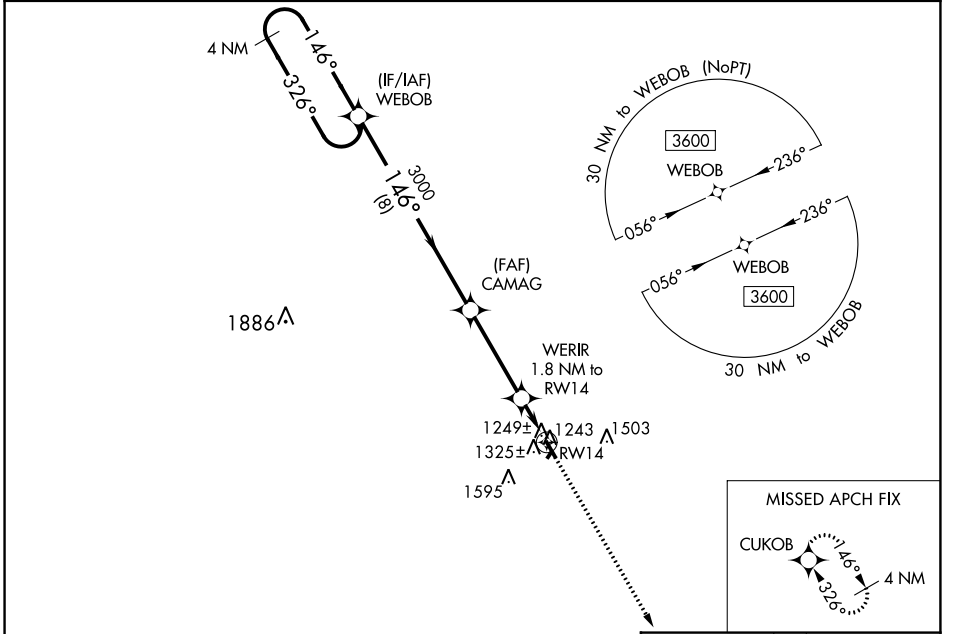 4 NM
146°
326°
(IF/IAF)
WEBOB
3000
146°
(8)
(FAF)
CAMAG
1886
WERIR
1.8 NM to
RW14
1249±
1243
1503
1325±
RW14
1595
30 NM to WEBOB (NoPT)
3600
WEBOB
236°
056°
236°
056°
WEBOB
3600
30 NM to WEBOB
MISSED APCH FIX
CUKOB
146°
4 NM
326°